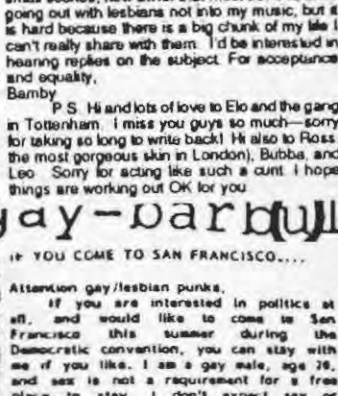 going out with lesbians not into my music, but it
is hard because there is a big chunk of my life I
can't really share with them. I'd be interested in
hearing replies on the subject. For acceptance
and equality,
Bamby
P.S. Hi and lots of love to Elo and the gang
in Tottenham. I miss you guys so much—sorry
for taking so long to write back! Hi also to Ross,
the most gorgeous skin in London), Bubba, and
Leo. Sorry for acting like such a cunt. I hope
things are working out OK for you.
gay-barbull
IF YOU COME TO SAN FRANCISCO....
Attention gay/lesbian punks,
If you are interested in politics at
all, and would like to come to San
Francisco this summer during the
Democratic convention, you can stay with
me if you like. I am a gay male, age 28,
and sex is not a requirement for a free
place to stay. I don't expect sex or